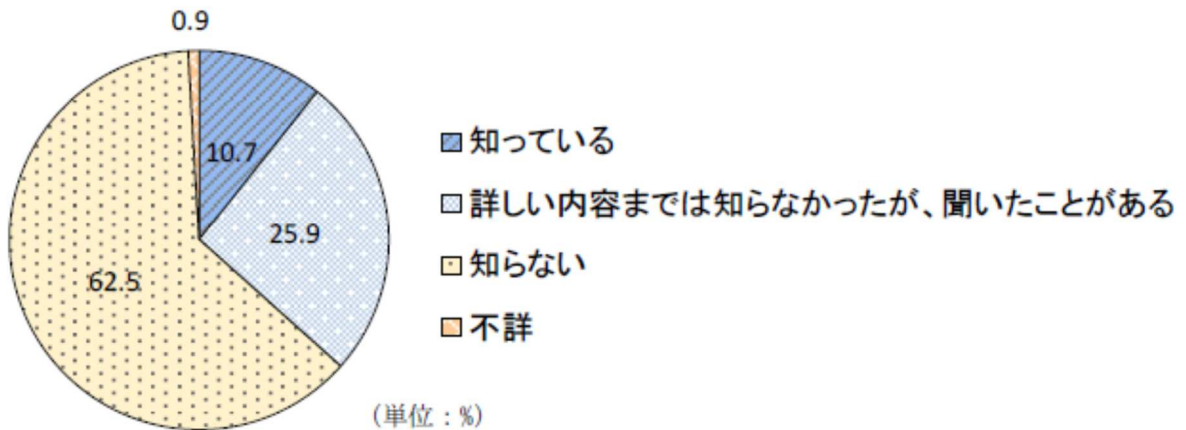 0.9
10.7
25.9
62.5
知っている
詳しい内容までは知らなかったが、聞いたことがある
知らない
不詳
(単位:%)